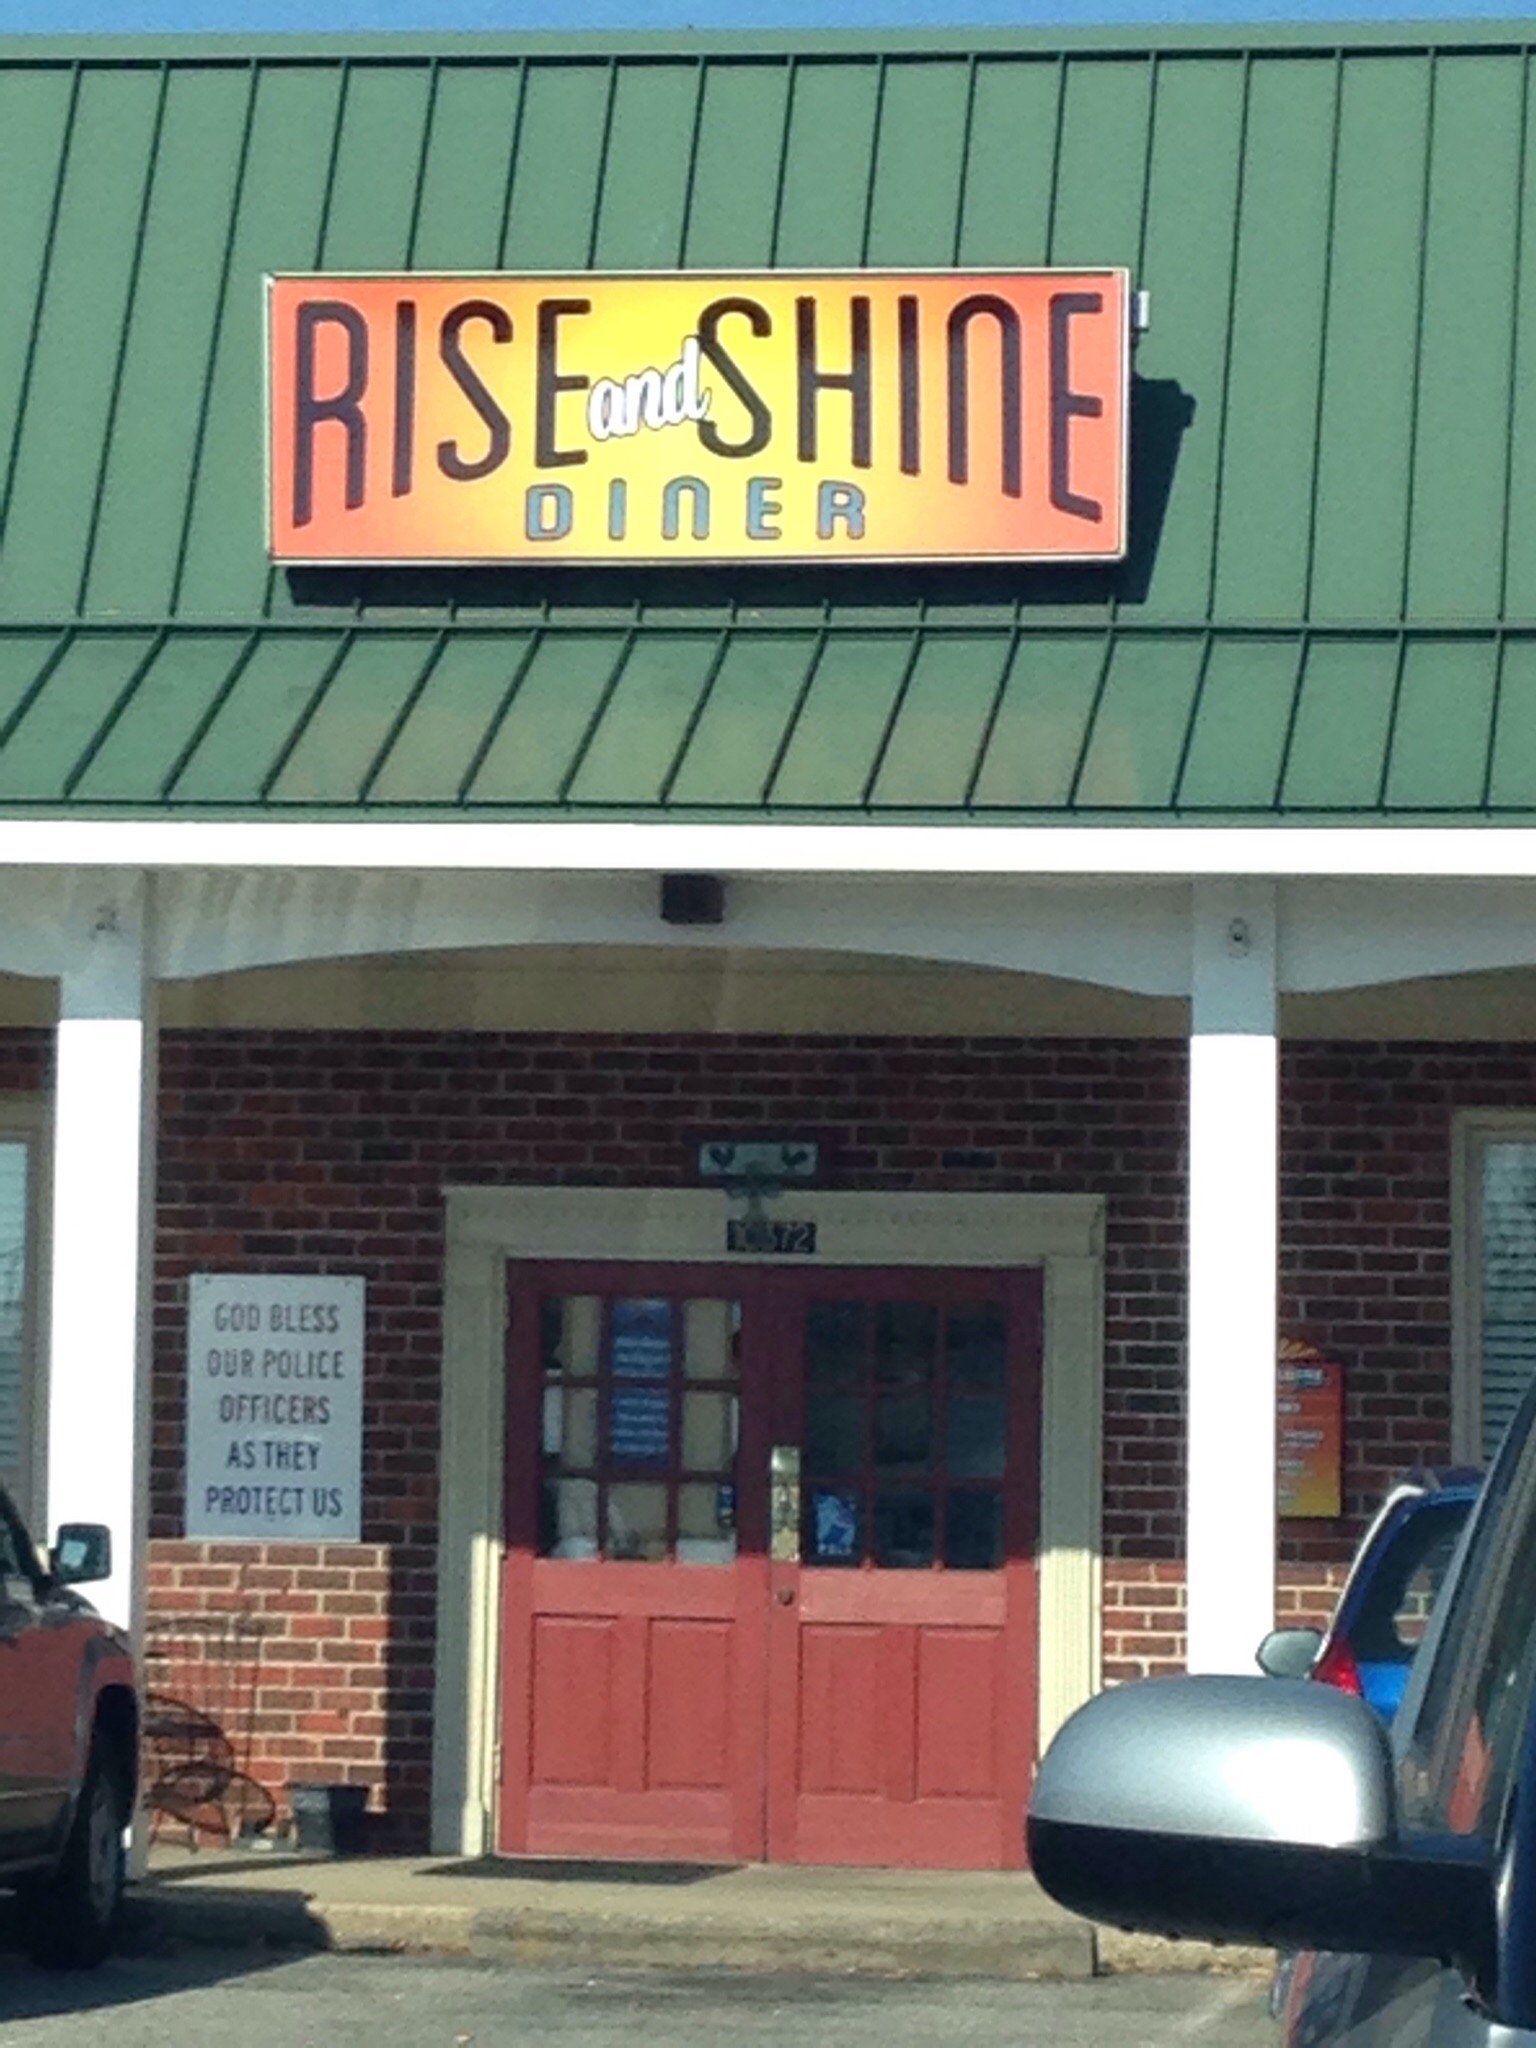 RISE and SHINE
DINER
GOD BLESS
OUR POLICE
OFFICERS
AS THEY
PROTECT US